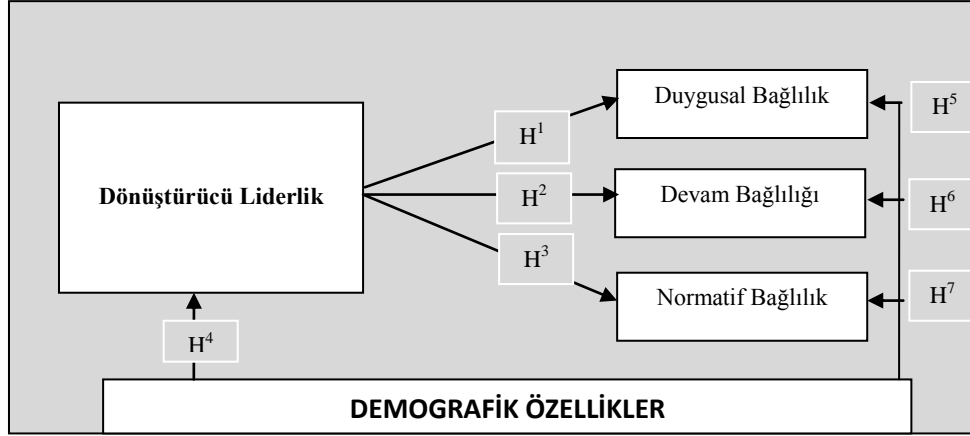 Duygusal Bağlılık
H⁵
H¹
Dönüştürücü Liderlik
H²
Devam Bağlılığı
H⁶
H³
Normatif Bağlılık
H⁷
H⁴
DEMOGRAFİK ÖZELLİKLER